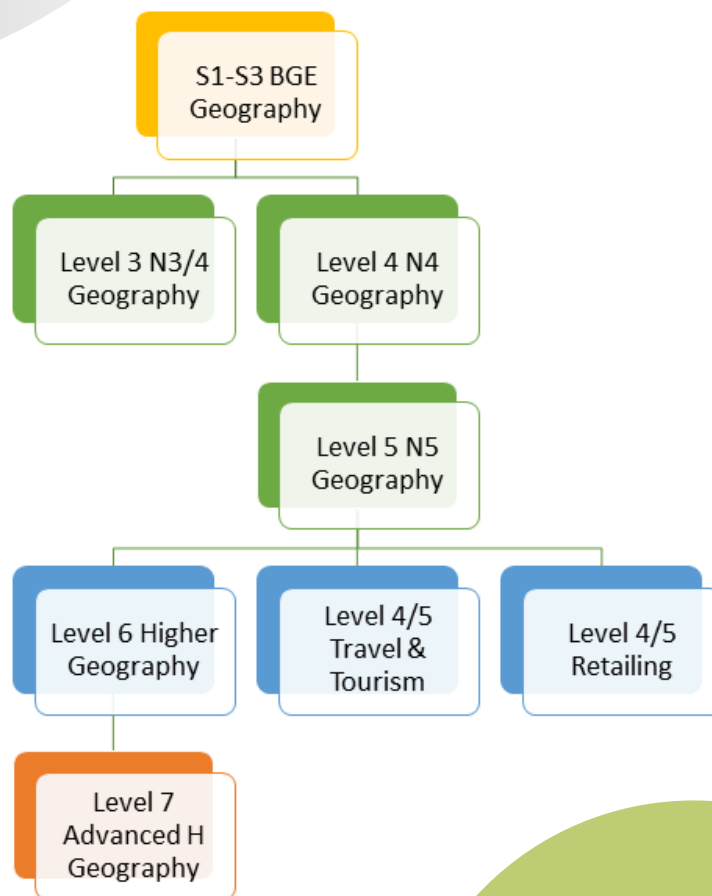 S1-S3 BGE
Geography
Level 3 N3/4
Geography
Level 4 N4
Geography
Level 5 N5
Geography
Level 6 Higher
Geography
Level 4/5
Travel &
Tourism
Level 4/5
Retailing
Level 7
Advanced H
Geography